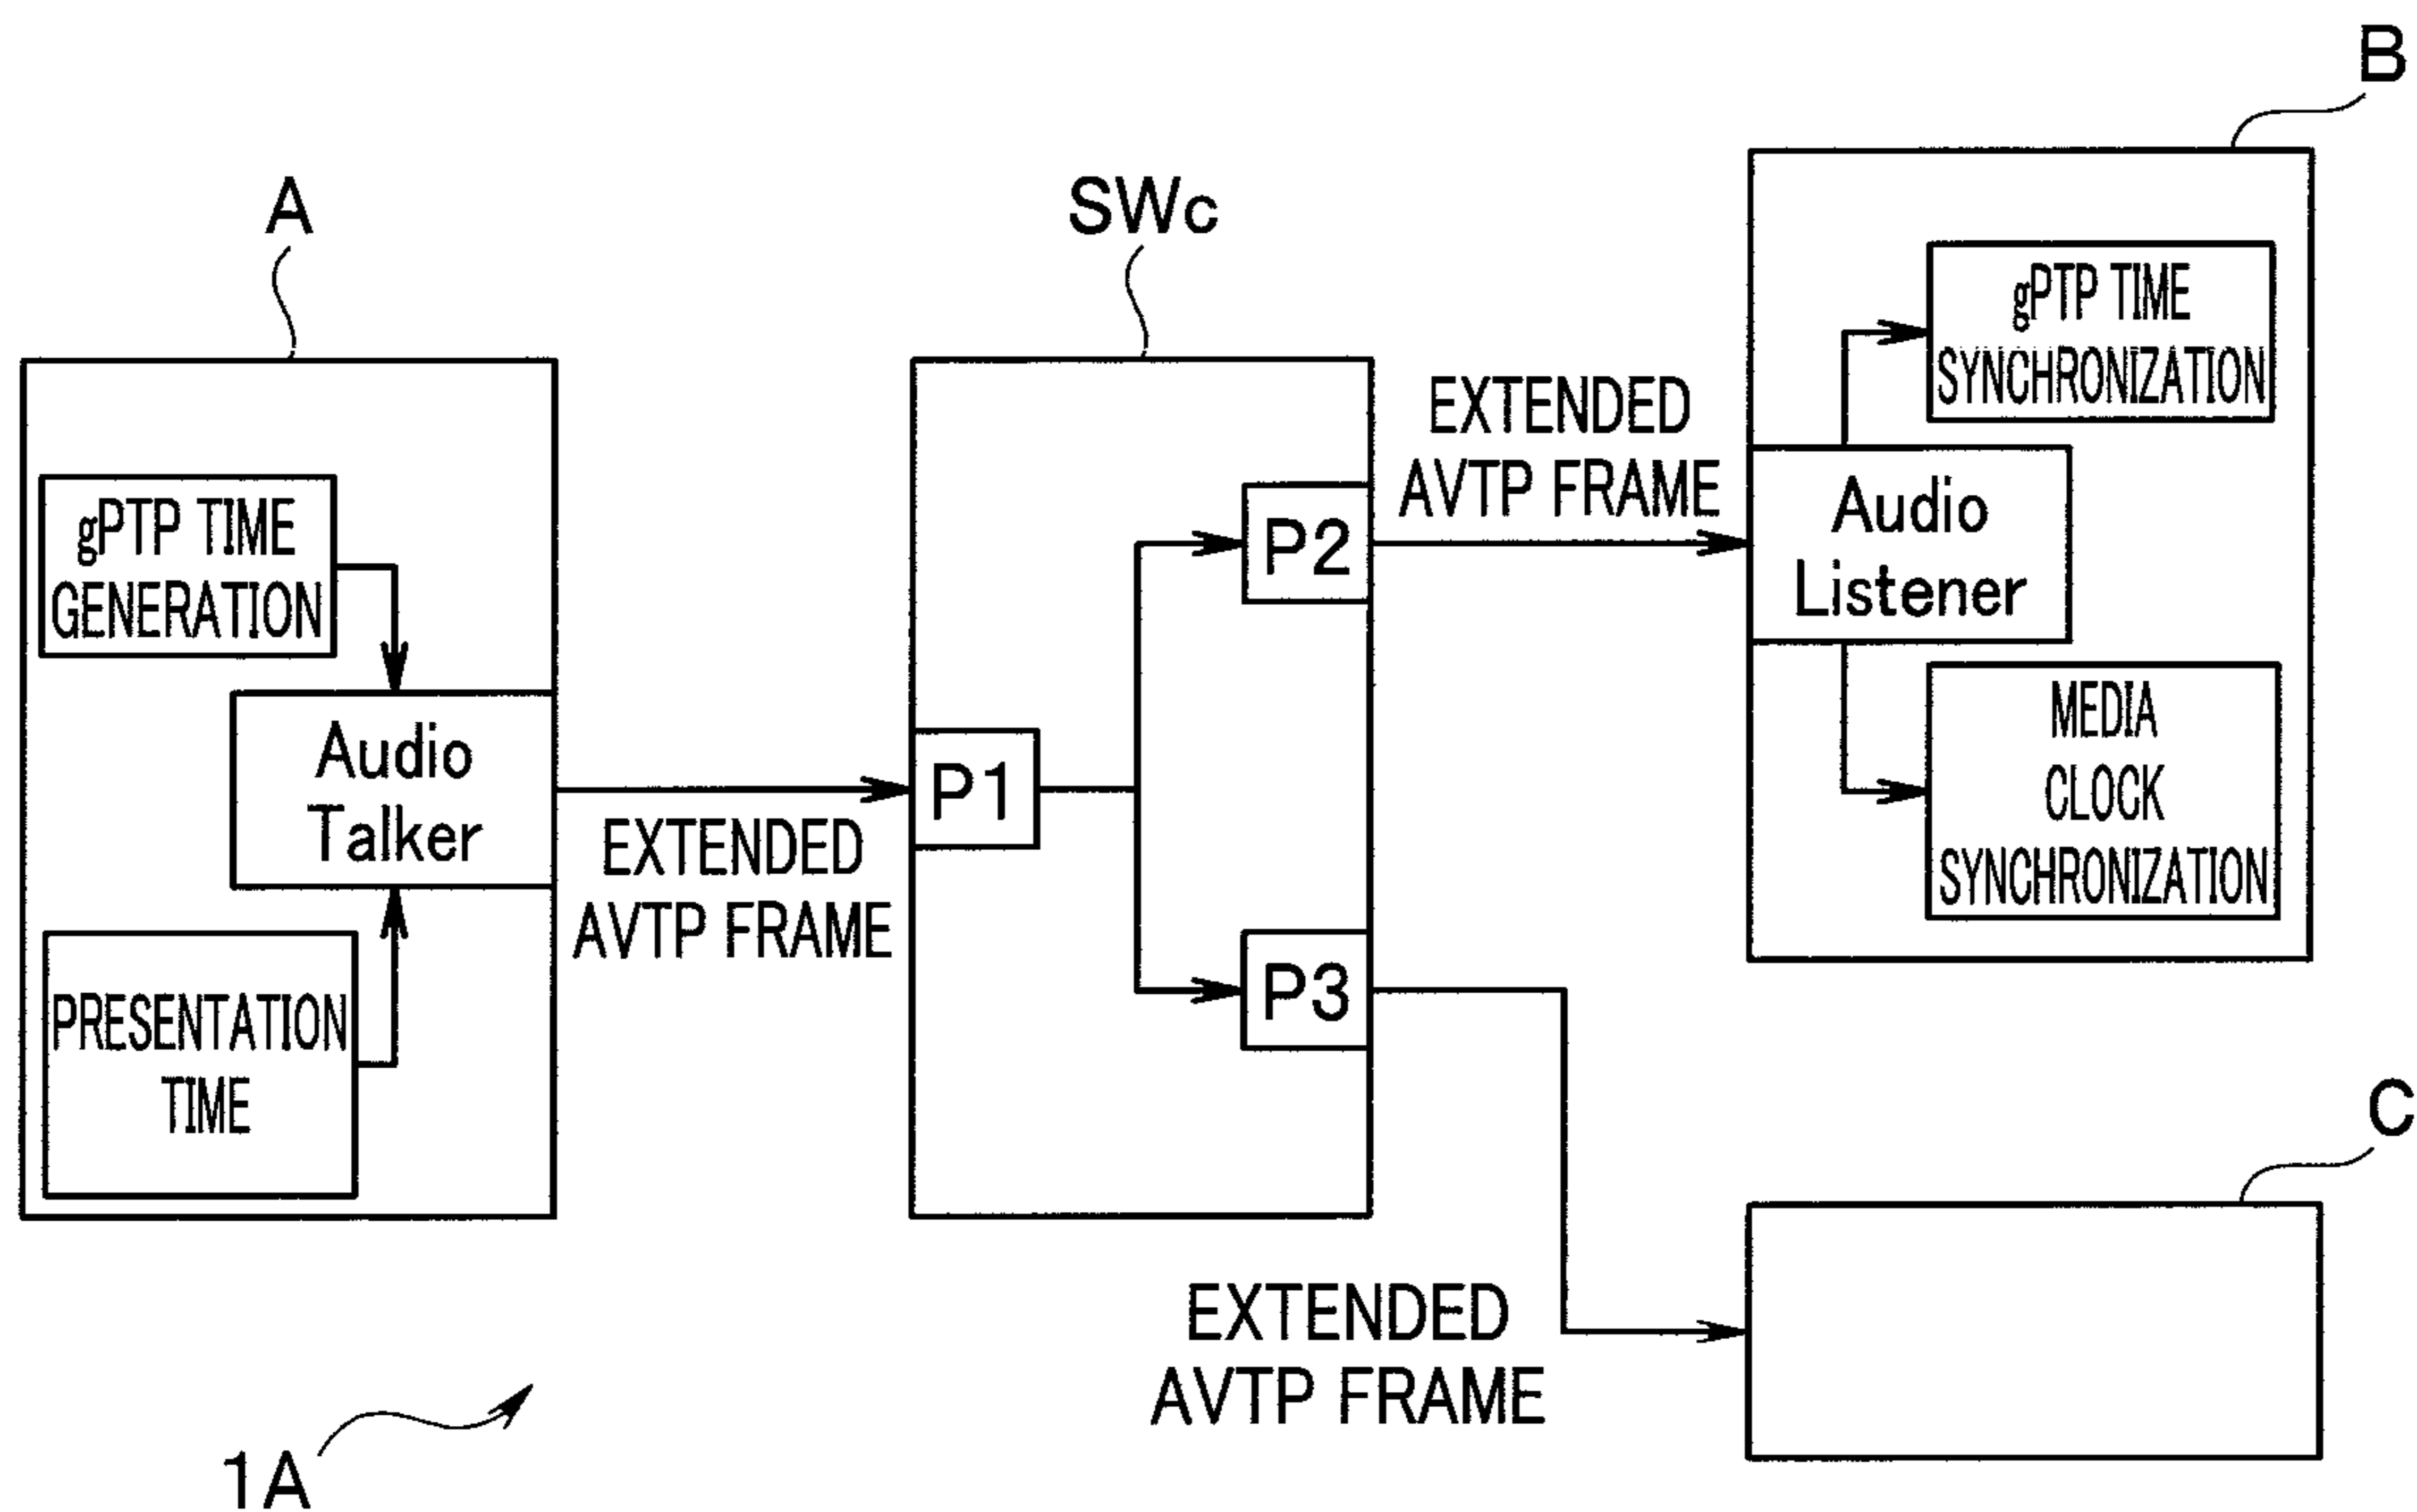 A
gPTP TIME
GENERATION
Audio
Talker
PRESENTATION
TIME
EXTENDED
AVTP FRAME
SWc
P1
P2
P3
EXTENDED
AVTP FRAME
B
gPTP TIME
SYNCHRONIZATION
Audio
Listener
MEDIA
CLOCK
SYNCHRONIZATION
EXTENDED
AVTP FRAME
C
1A